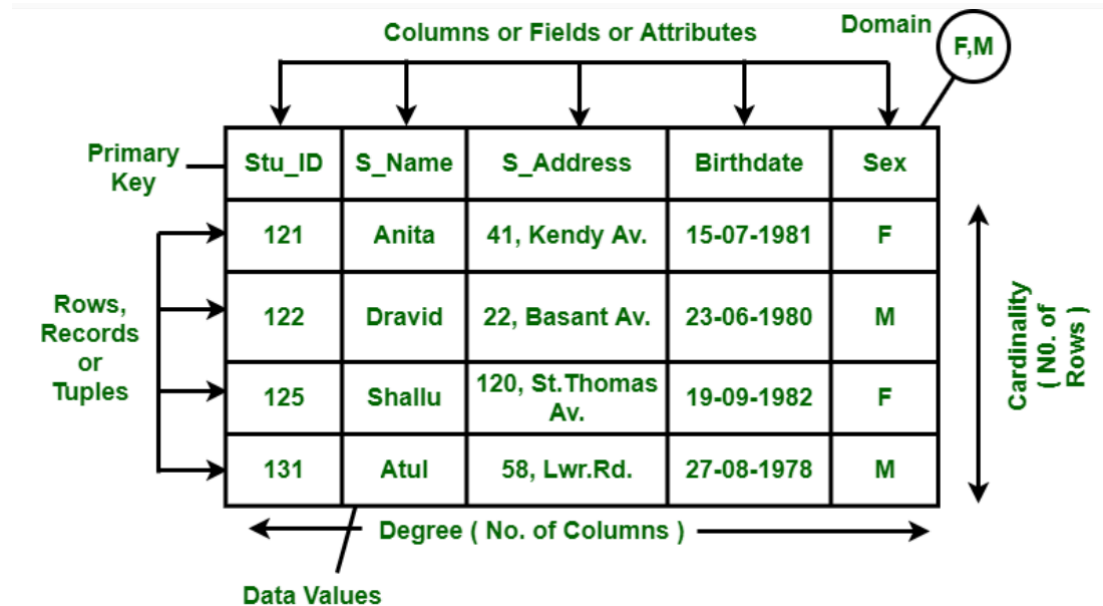 Columns or Fields or Attributes
Domain
F,M
Primary
Key
Stu_ID S_Name S_Address Birthdate Sex
121 Anita 41, Kendy Av. 15-07-1981 F
122 Dravid 22, Basant Av. 23-06-1980 M
125 Shallu 120, St.Thomas
Av. 19-09-1982 F
131 Atul 58, Lwr.Rd. 27-08-1978 M
Rows,
Records
or
Tuples
Cardinality
( N0. of
Rows )
Degree ( No. of Columns )
Data Values